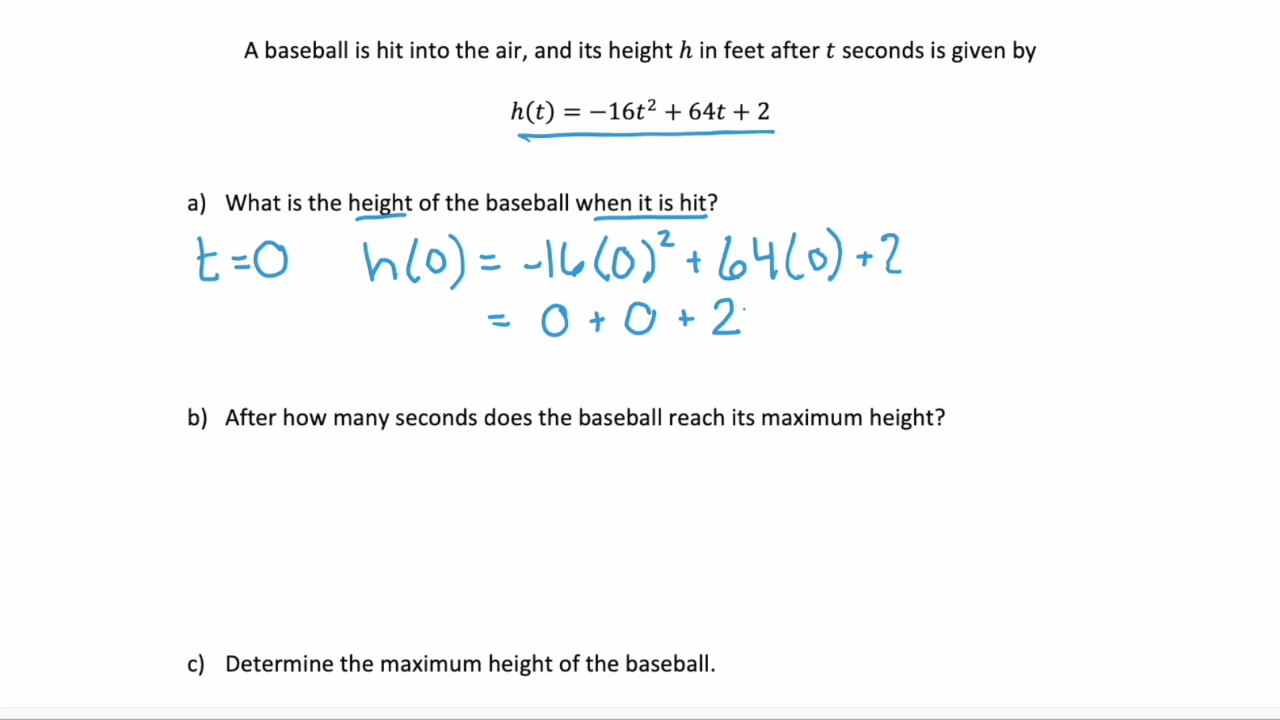 A baseball is hit into the air, and its height h in feet after t seconds is given by
h(t) = −16t² + 64t + 2
a) What is the height of the baseball when it is hit?
t=0 h(0) = -16(0)² + 64(0) +2
= 0 + 0 + 2
b) After how many seconds does the baseball reach its maximum height?
c) Determine the maximum height of the baseball.